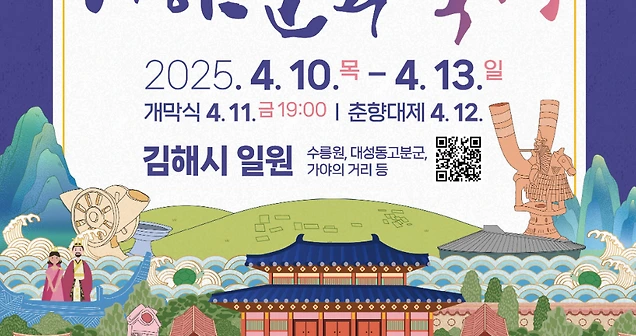 2025. 4. 10.목 – 4. 13.일
개막식 4. 11.금 19:00 | 춘향대제 4. 12.
김해시 일원 수릉원, 대성동고분군,
가야의 거리 등